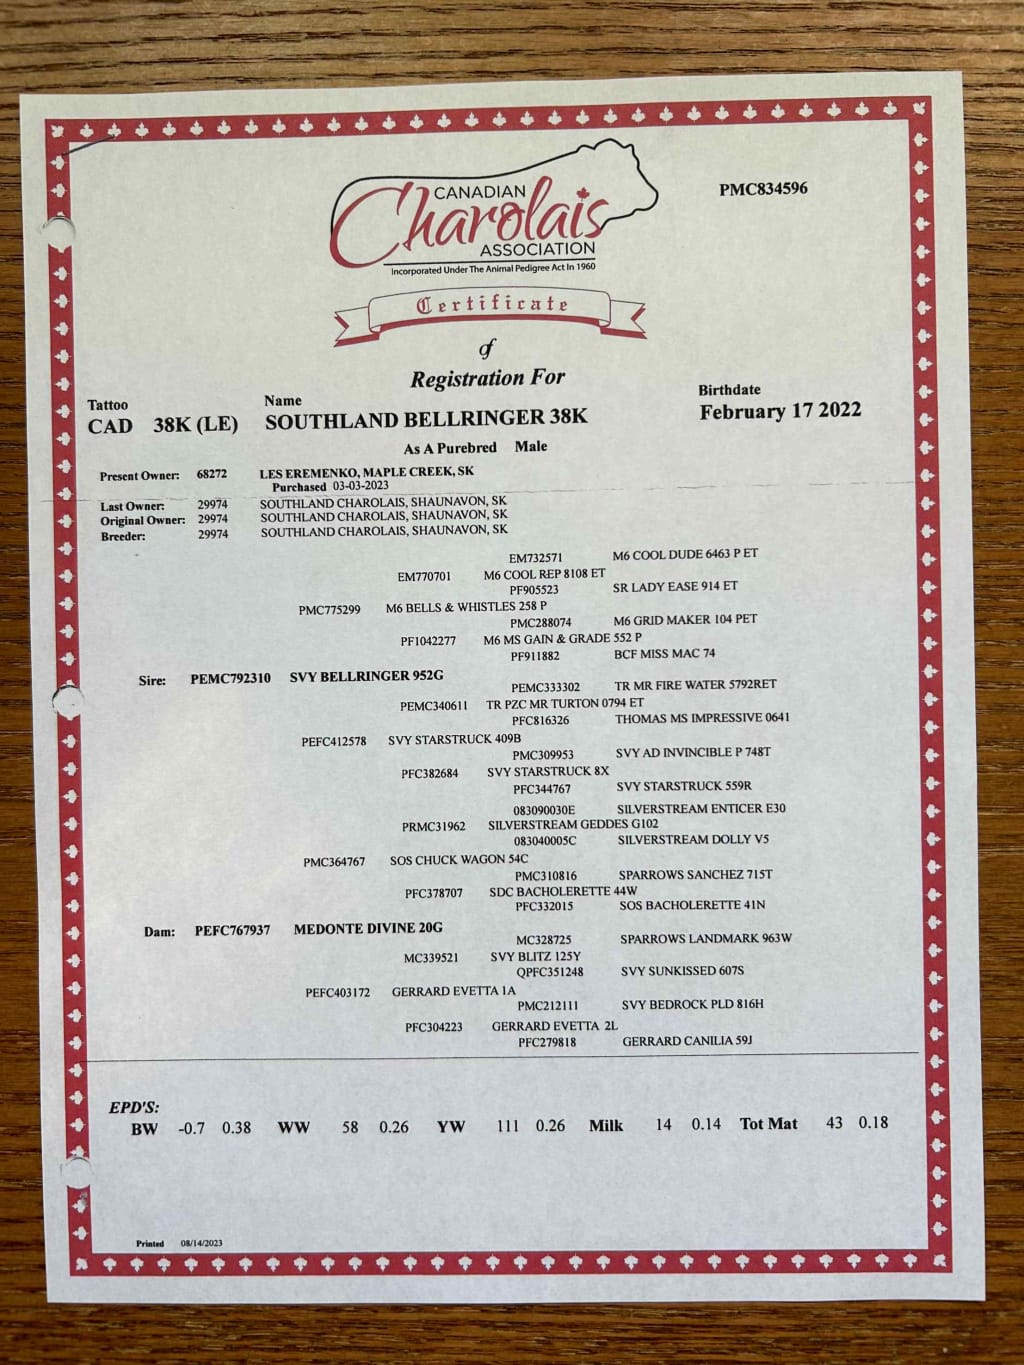 PMC834596
CANADIAN
Charolais
ASSOCIATION
Incorporated Under The Animal Pedigree Act In 1960
Certificate
of
Registration For
Tattoo Name Birthdate
CAD 38K (LE) SOUTHLAND BELLRINGER 38K February 17 2022
As A Purebred Male
Present Owner: 68272 LES EREMENKO, MAPLE CREEK, SK
Purchased 03-03-2023
Last Owner: 29974 SOUTHLAND CHAROLAIS, SHAUNAVON, SK
Original Owner: 29974 SOUTHLAND CHAROLAIS, SHAUNAVON, SK
Breeder: 29974 SOUTHLAND CHAROLAIS, SHAUNAVON, SK
EM732571 M6 COOL DUDE 6463 P ET
EM770701 M6 COOL REP 8108 ET
PF905523 SR LADY EASE 914 ET
PMC775299 M6 BELLS & WHISTLES 258 P
PMC288074 M6 GRID MAKER 104 PET
PF1042277 M6 MS GAIN & GRADE 552 P
PF911882 BCF MISS MAC 74
Sire: PEMC792310 SVY BELLRINGER 952G
PEMC333302 TR MR FIRE WATER 5792RET
PEMC340611 TR PZC MR TURTON 0794 ET
PFC816326 THOMAS MS IMPRESSIVE 0641
PEFC412578 SVY STARSTRUCK 409B
PMC309953 SVY AD INVINCIBLE P 748T
PFC382684 SVY STARSTRUCK 8X
PFC344767 SVY STARSTRUCK 559R
083090030E SILVERSTREAM ENTICER E30
PRMC31962 SILVERSTREAM GEDDES G102
083040005C SILVERSTREAM DOLLY V5
PMC364767 SOS CHUCK WAGON 54C
PMC310816 SPARROWS SANCHEZ 715T
PFC378707 SDC BACHOLERETTE 44W
PFC332015 SOS BACHOLERETTE 41N
Dam: PEFC767937 MEDONTE DIVINE 20G
MC328725 SPARROWS LANDMARK 963W
MC339521 SVY BLITZ 125Y
QPFC351248 SVY SUNKISSED 607S
PEFC403172 GERRARD EVETTA 1A
PMC212111 SVY BEDROCK PLD 816H
PFC304223 GERRARD EVETTA 2L
PFC279818 GERRARD CANILIA 59J
EPD'S:
BW -0.7 0.38 WW 58 0.26 YW 111 0.26 Milk 14 0.14 Tot Mat 43 0.18
Printed 08/14/2023